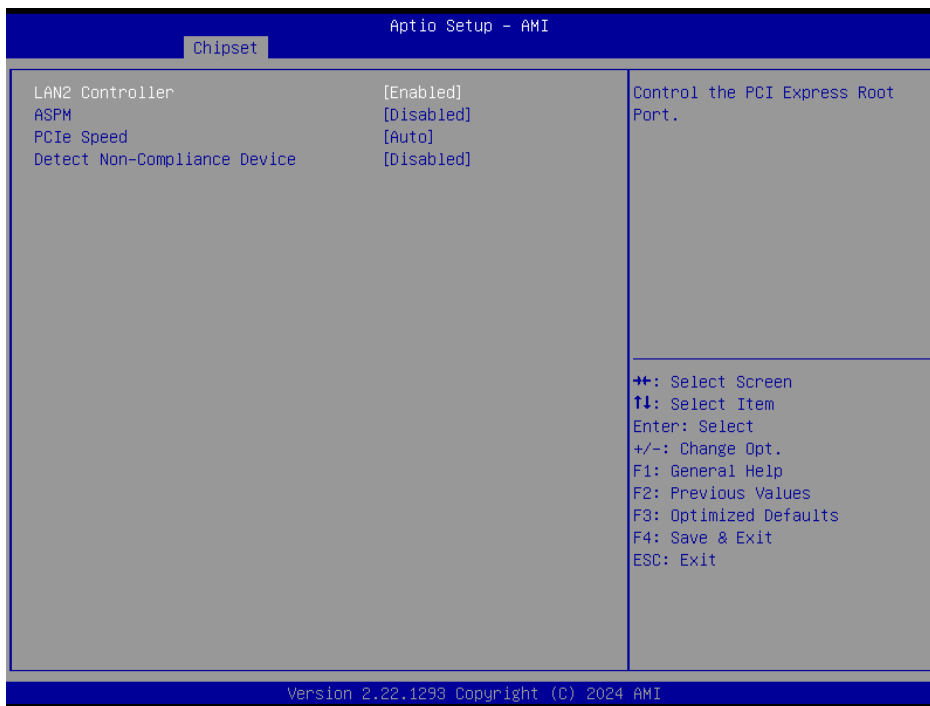 Aptio Setup - AMI
Chipset
LAN2 Controller [Enabled]
ASPM [Disabled]
PCIe Speed [Auto]
Detect Non-Compliance Device [Disabled]
Control the PCI Express Root
Port.
→←: Select Screen
↑↓: Select Item
Enter: Select
+/-: Change Opt.
F1: General Help
F2: Previous Values
F3: Optimized Defaults
F4: Save & Exit
ESC: Exit
Version 2.22.1293 Copyright (C) 2024 AMI